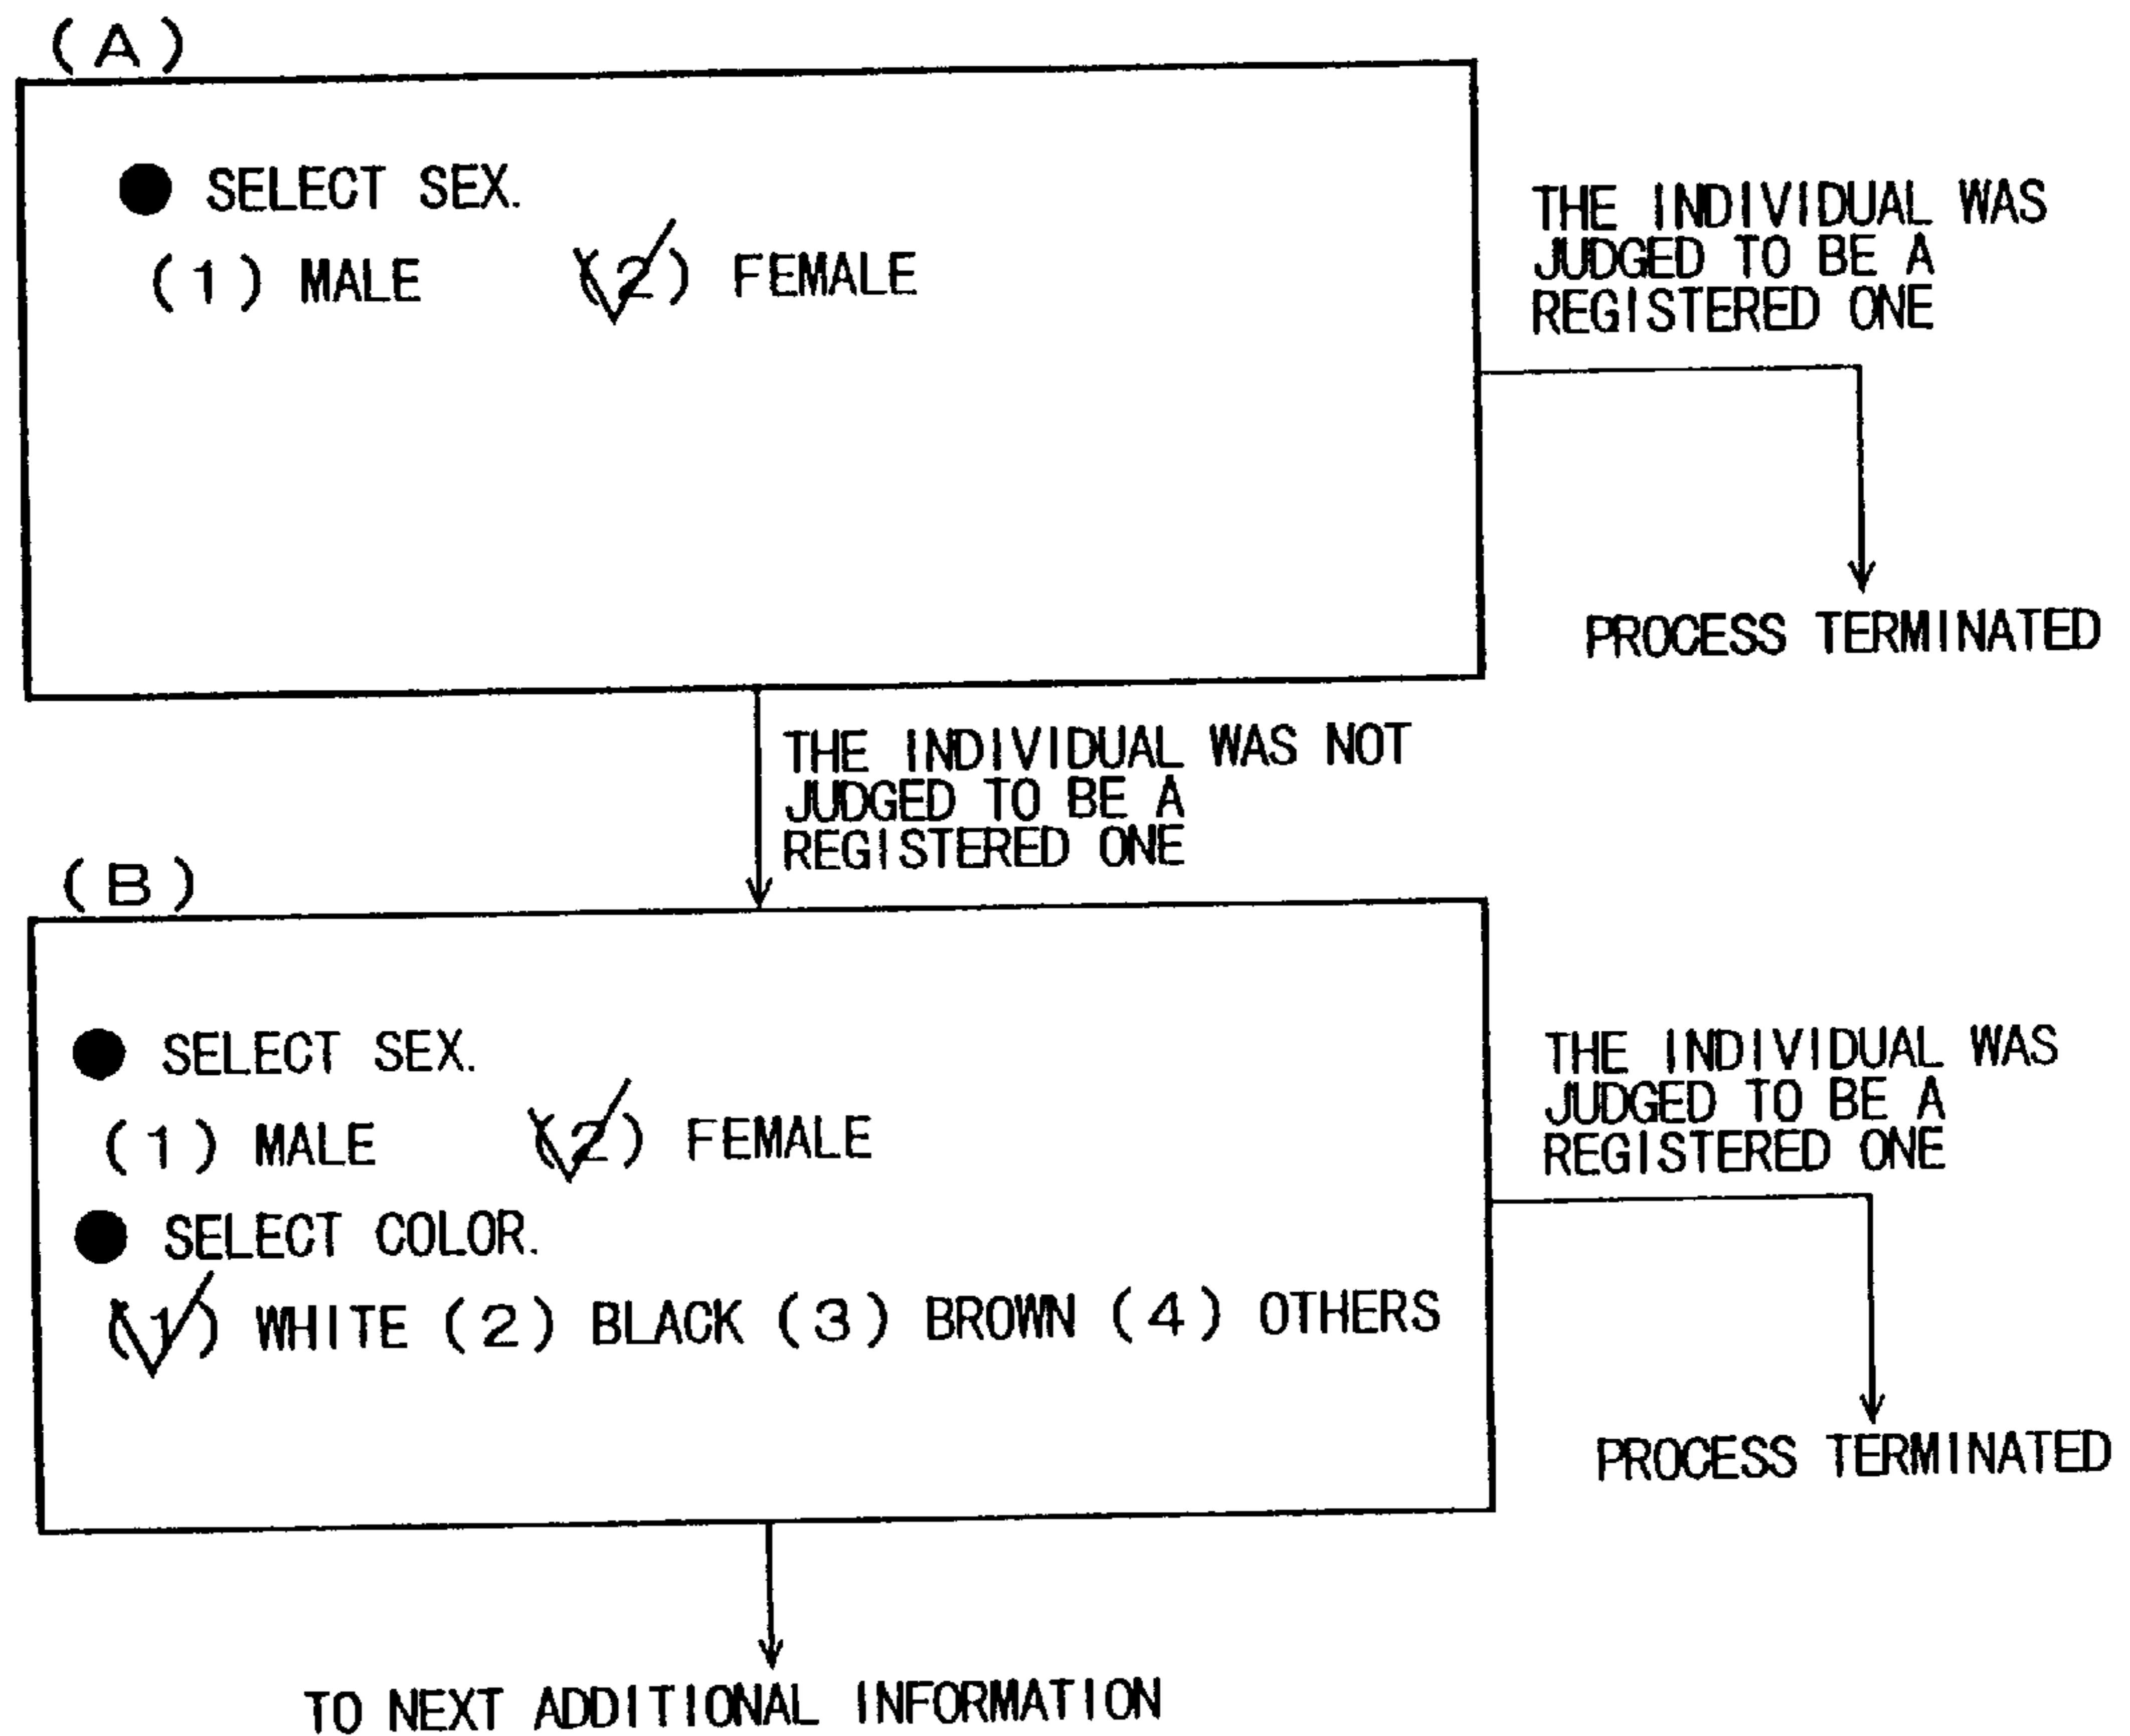 (A)
● SELECT SEX.
(1) MALE (2) FEMALE
THE INDIVIDUAL WAS
JUDGED TO BE A
REGISTERED ONE
PROCESS TERMINATED
THE INDIVIDUAL WAS NOT
JUDGED TO BE A
REGISTERED ONE
(B)
● SELECT SEX.
(1) MALE (2) FEMALE
● SELECT COLOR.
(1) WHITE (2) BLACK (3) BROWN (4) OTHERS
THE INDIVIDUAL WAS
JUDGED TO BE A
REGISTERED ONE
PROCESS TERMINATED
TO NEXT ADDITIONAL INFORMATION